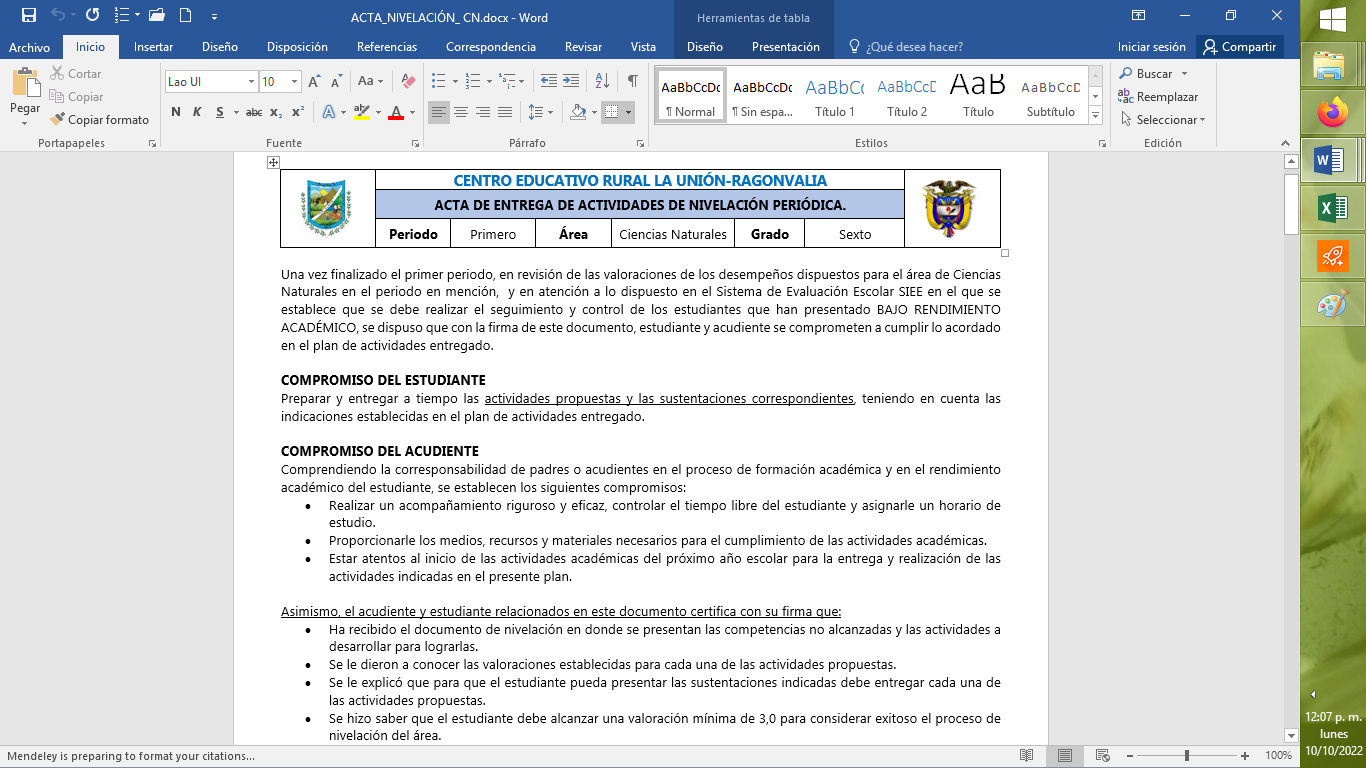 ACTA_NIVELACIÓN_ CN.docx - Word
Herramientas de tabla
Archivo Inicio Insertar Diseño Disposición Referencias Correspondencia Revisar Vista Diseño Presentación ¿Qué desea hacer? Iniciar sesión Compartir
Pegar
Cortar
Copiar
Copiar formato
Portapapeles
Lao UI 10
Aa
N K S abc x₂ x²
Fuente
Párrafo
AaBbCcDc AaBbCcDc AaBbCc AaBbCcD AaB AaBbCcD
¶ Normal ¶ Sin espa... Título 1 Título 2 Título Subtítulo
Estilos
Buscar
Reemplazar
Seleccionar
Edición
CENTRO EDUCATIVO RURAL LA UNIÓN-RAGONVALIA
ACTA DE ENTREGA DE ACTIVIDADES DE NIVELACIÓN PERIÓDICA.
Periodo Primero Área Ciencias Naturales Grado Sexto
Una vez finalizado el primer periodo, en revisión de las valoraciones de los desempeños dispuestos para el área de Ciencias
Naturales en el periodo en mención, y en atención a lo dispuesto en el Sistema de Evaluación Escolar SIEE en el que se
establece que se debe realizar el seguimiento y control de los estudiantes que han presentado BAJO RENDIMIENTO
ACADÉMICO, se dispuso que con la firma de este documento, estudiante y acudiente se comprometen a cumplir lo acordado
en el plan de actividades entregado.
COMPROMISO DEL ESTUDIANTE
Preparar y entregar a tiempo las actividades propuestas y las sustentaciones correspondientes, teniendo en cuenta las
indicaciones establecidas en el plan de actividades entregado.
COMPROMISO DEL ACUDIENTE
Comprendiendo la corresponsabilidad de padres o acudientes en el proceso de formación académica y en el rendimiento
académico del estudiante, se establecen los siguientes compromisos:
• Realizar un acompañamiento riguroso y eficaz, controlar el tiempo libre del estudiante y asignarle un horario de
estudio.
• Proporcionarle los medios, recursos y materiales necesarios para el cumplimiento de las actividades académicas.
• Estar atentos al inicio de las actividades académicas del próximo año escolar para la entrega y realización de las
actividades indicadas en el presente plan.
Asimismo, el acudiente y estudiante relacionados en este documento certifica con su firma que:
• Ha recibido el documento de nivelación en donde se presentan las competencias no alcanzadas y las actividades a
desarrollar para lograrlas.
• Se le dieron a conocer las valoraciones establecidas para cada una de las actividades propuestas.
• Se le explicó que para que el estudiante pueda presentar las sustentaciones indicadas debe entregar cada una de
las actividades propuestas.
• Se hizo saber que el estudiante debe alcanzar una valoración mínima de 3,0 para considerar exitoso el proceso de
nivelación del área.
Mendeley is preparing to format your citations...
100%
12:07 p. m.
lunes
10/10/2022